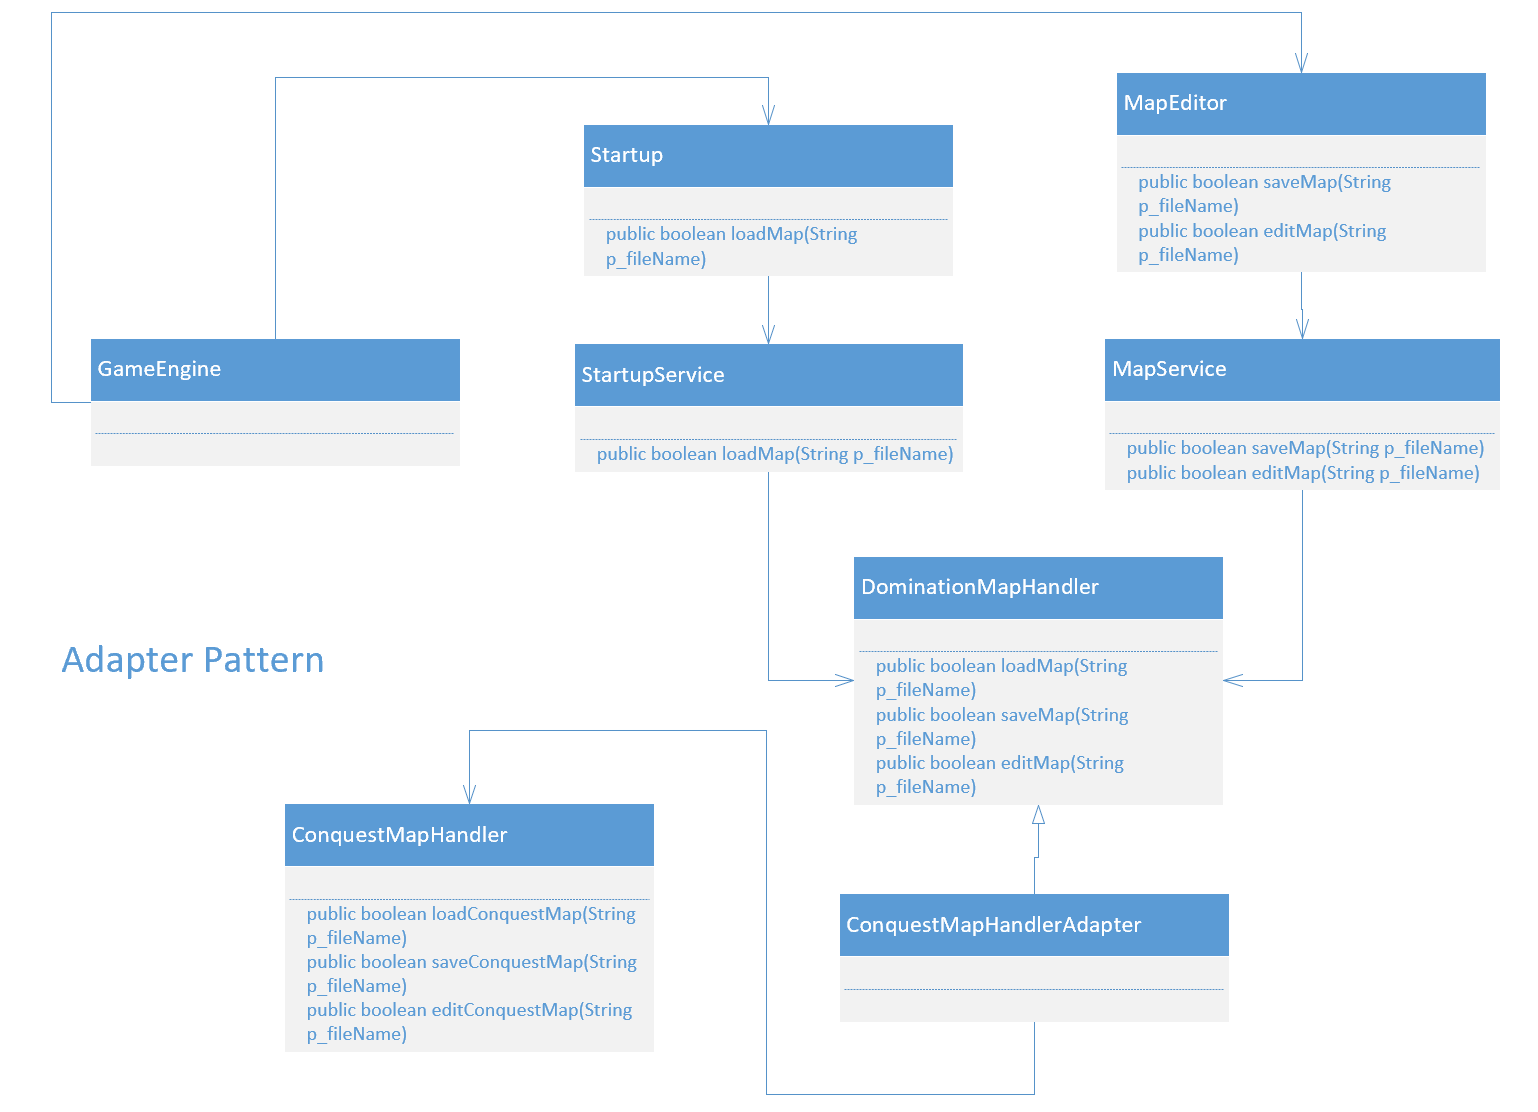 MapEditor
public boolean saveMap(String
p_fileName)
public boolean editMap(String
p_fileName)
Startup
public boolean loadMap(String
p_fileName)
GameEngine
StartupService
public boolean loadMap(String p_fileName)
MapService
public boolean saveMap(String p_fileName)
public boolean editMap(String p_fileName)
DominationMapHandler
public boolean loadMap(String
p_fileName)
public boolean saveMap(String
p_fileName)
public boolean editMap(String
p_fileName)
Adapter Pattern
ConquestMapHandler
public boolean loadConquestMap(String
p_fileName)
public boolean saveConquestMap(String
p_fileName)
public boolean editConquestMap(String
p_fileName)
ConquestMapHandlerAdapter